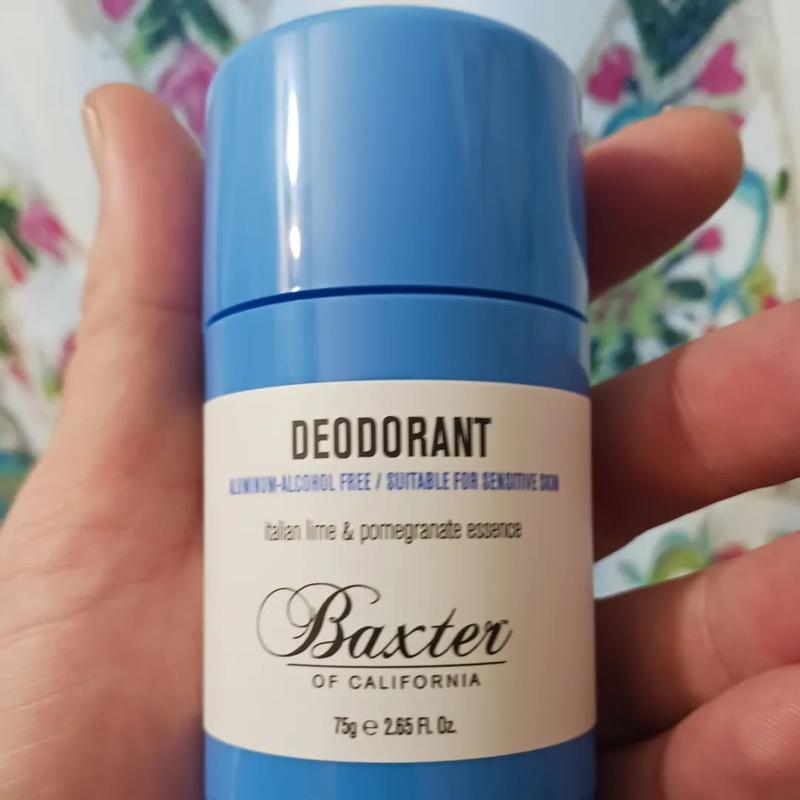 DEODORANT
ALUMINUM-ALCOHOL FREE / SUITABLE FOR SENSITIVE SKIN
italian lime & pomegranate essence
Baxter
OF CALIFORNIA
75g ℮ 2.65 Fl. Oz.